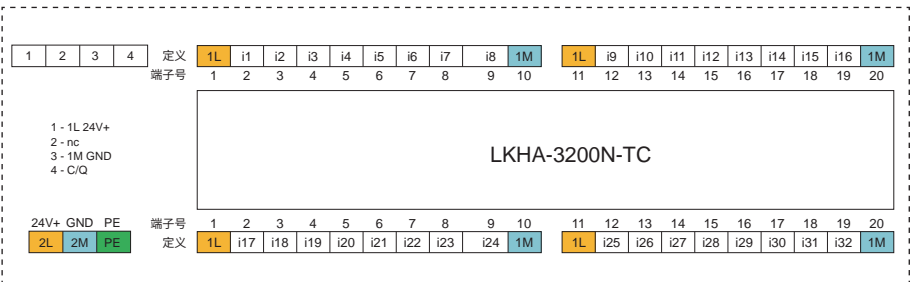 1 2 3 4 定义 1L i1 i2 i3 i4 i5 i6 i7 i8 1M 1L i9 i10 i11 i12 i13 i14 i15 i16 1M
端子号 1 2 3 4 5 6 7 8 9 10 11 12 13 14 15 16 17 18 19 20
1 - 1L 24V+
2 - nc
3 - 1M GND
4 - C/Q
LKHA-3200N-TC
24V+ GND PE 端子号 1 2 3 4 5 6 7 8 9 10 11 12 13 14 15 16 17 18 19 20
2L 2M PE 定义 1L i17 i18 i19 i20 i21 i22 i23 i24 1M 1L i25 i26 i27 i28 i29 i30 i31 i32 1M